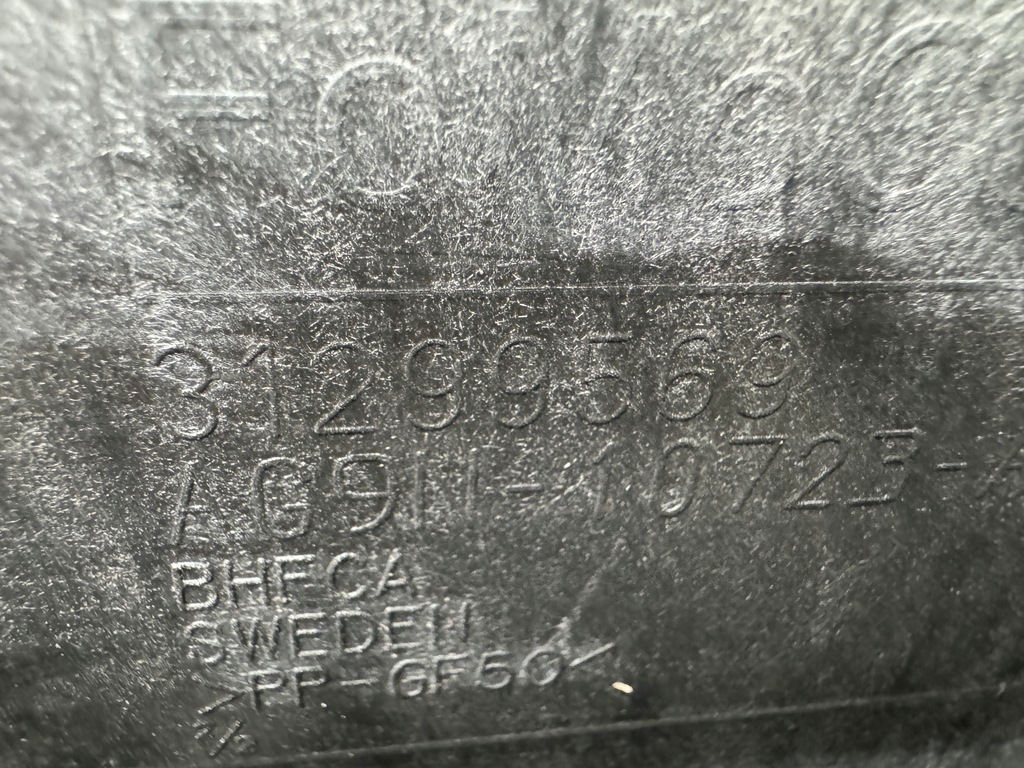 31299569
AG9N-10723-A
BHFCA
SWEDEN
>PP-GF50<